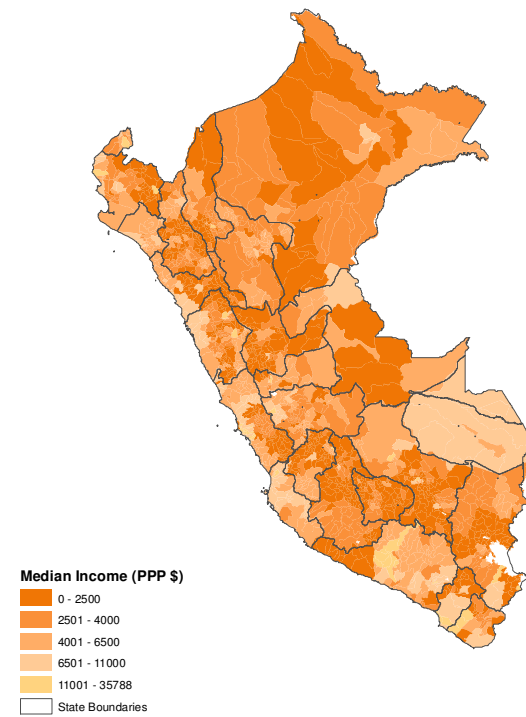 Median Income (PPP $)
0 - 2500
2501 - 4000
4001 - 6500
6501 - 11000
11001 - 35788
State Boundaries